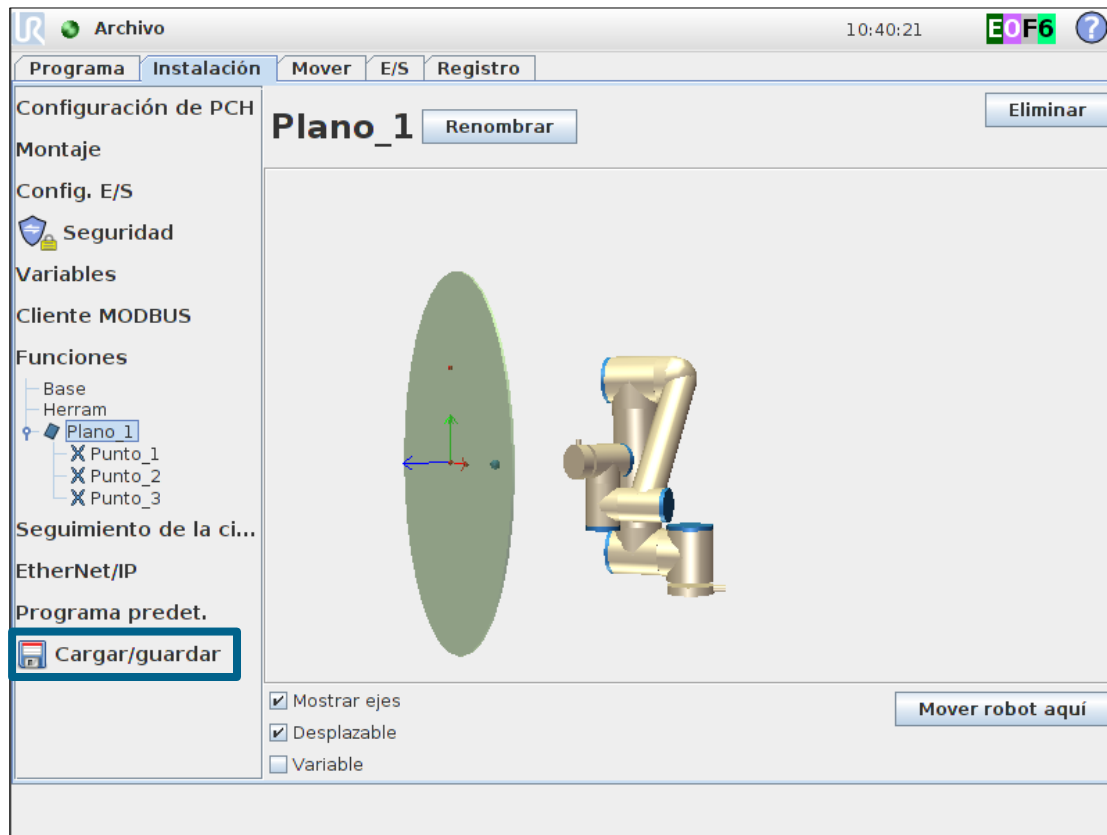 UR Archivo 10:40:21 E0F6 ?
Programa Instalación Mover E/S Registro
Configuración de PCH
Montaje
Config. E/S
Seguridad
Variables
Cliente MODBUS
Funciones
Base
Herram
Plano_1
Punto_1
Punto_2
Punto_3
Seguimiento de la ci...
EtherNet/IP
Programa predet.
Cargar/guardar
Plano_1 Renombrar Eliminar
Mostrar ejes
Desplazable
Variable
Mover robot aquí